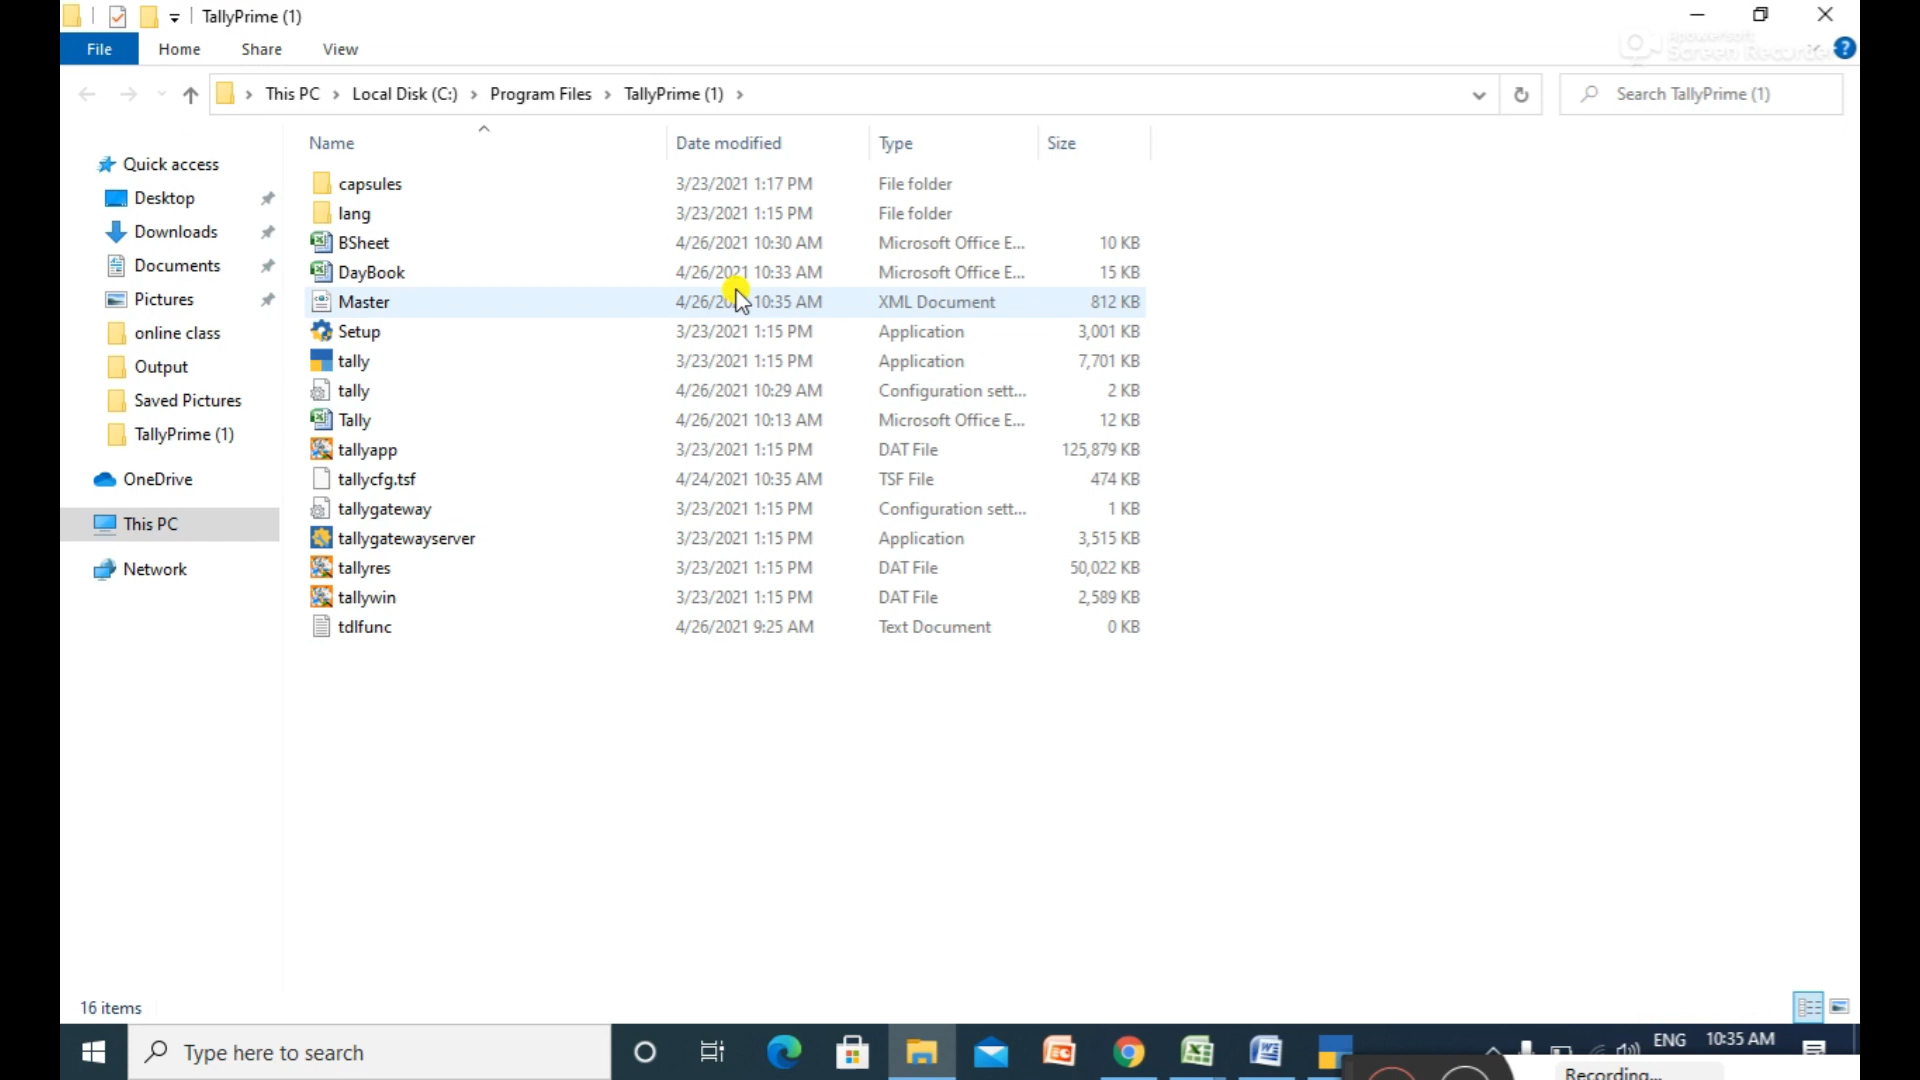 TallyPrime (1)
File Home Share View
Apowersoft
Screen Recorder
This PC Local Disk (C:) Program Files TallyPrime (1)
Search TallyPrime (1)
Name Date modified Type Size
Quick access
Desktop
Downloads
Documents
Pictures
online class
Output
Saved Pictures
TallyPrime (1)
OneDrive
This PC
Network
capsules 3/23/2021 1:17 PM File folder
lang 3/23/2021 1:15 PM File folder
BSheet 4/26/2021 10:30 AM Microsoft Office E... 10 KB
DayBook 4/26/2021 10:33 AM Microsoft Office E... 15 KB
Master 4/26/20 10:35 AM XML Document 812 KB
Setup 3/23/2021 1:15 PM Application 3,001 KB
tally 3/23/2021 1:15 PM Application 7,701 KB
tally 4/26/2021 10:29 AM Configuration sett... 2 KB
Tally 4/26/2021 10:13 AM Microsoft Office E... 12 KB
tallyapp 3/23/2021 1:15 PM DAT File 125,879 KB
tallycfg.tsf 4/24/2021 10:35 AM TSF File 474 KB
tallygateway 3/23/2021 1:15 PM Configuration sett... 1 KB
tallygatewayserver 3/23/2021 1:15 PM Application 3,515 KB
tallyres 3/23/2021 1:15 PM DAT File 50,022 KB
tallywin 3/23/2021 1:15 PM DAT File 2,589 KB
tdlfunc 4/26/2021 9:25 AM Text Document 0 KB
16 items
Type here to search
ENG 10:35 AM
Recording...